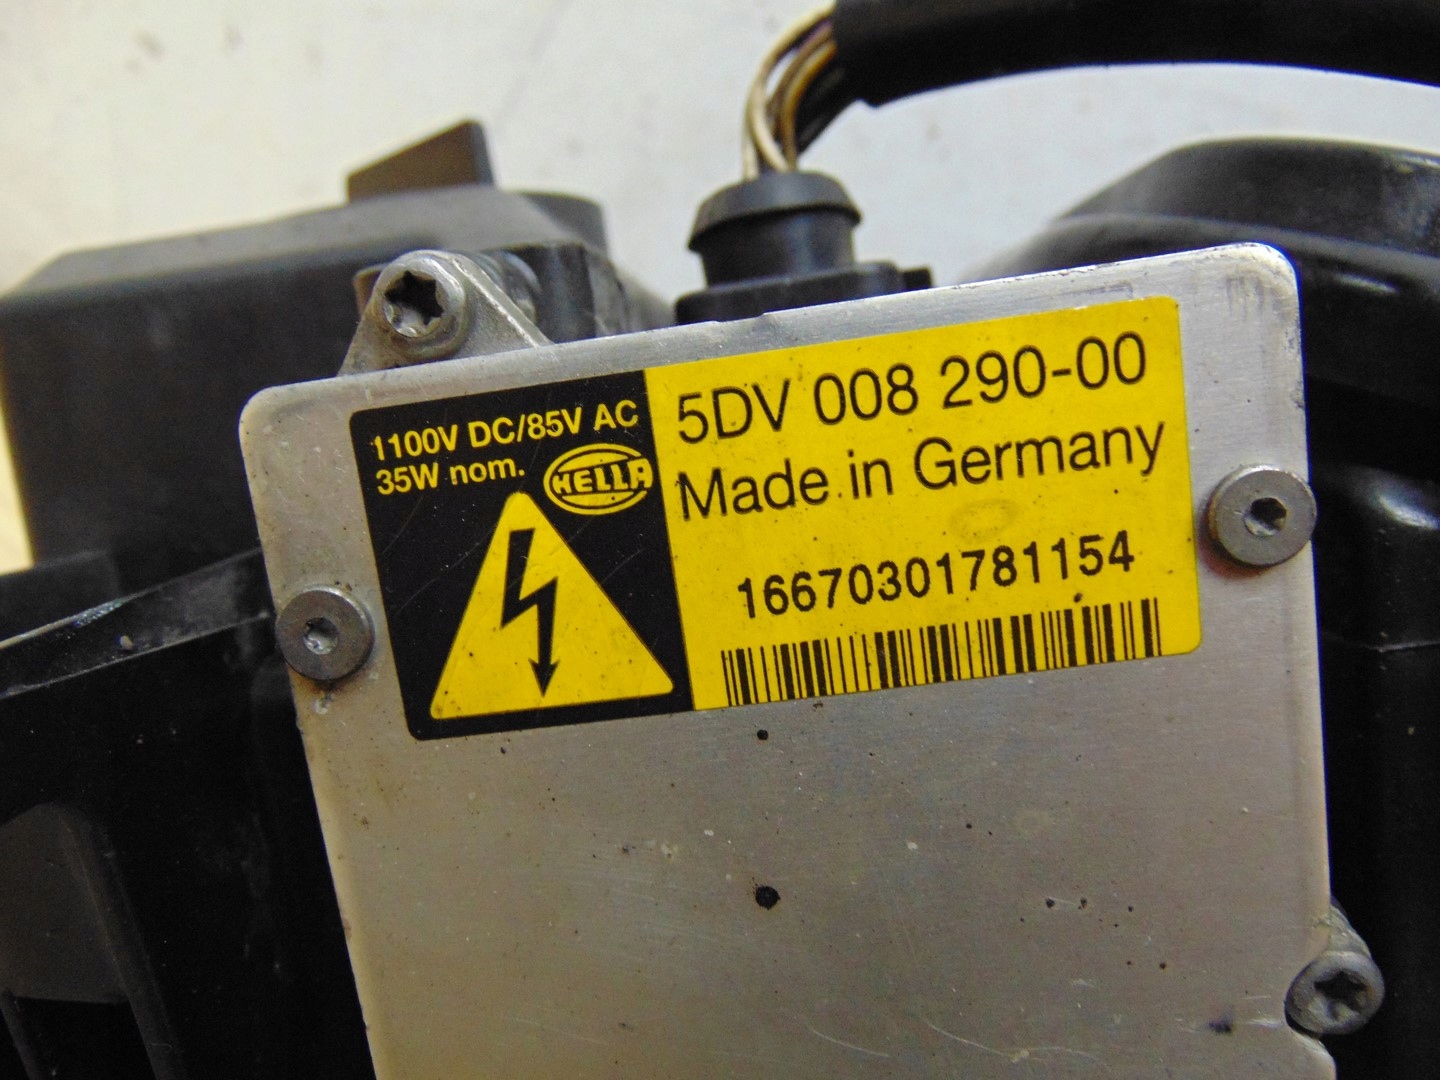 1100V DC/85V AC
35W nom.
HELLA
5DV 008 290-00
Made in Germany
16670301781154